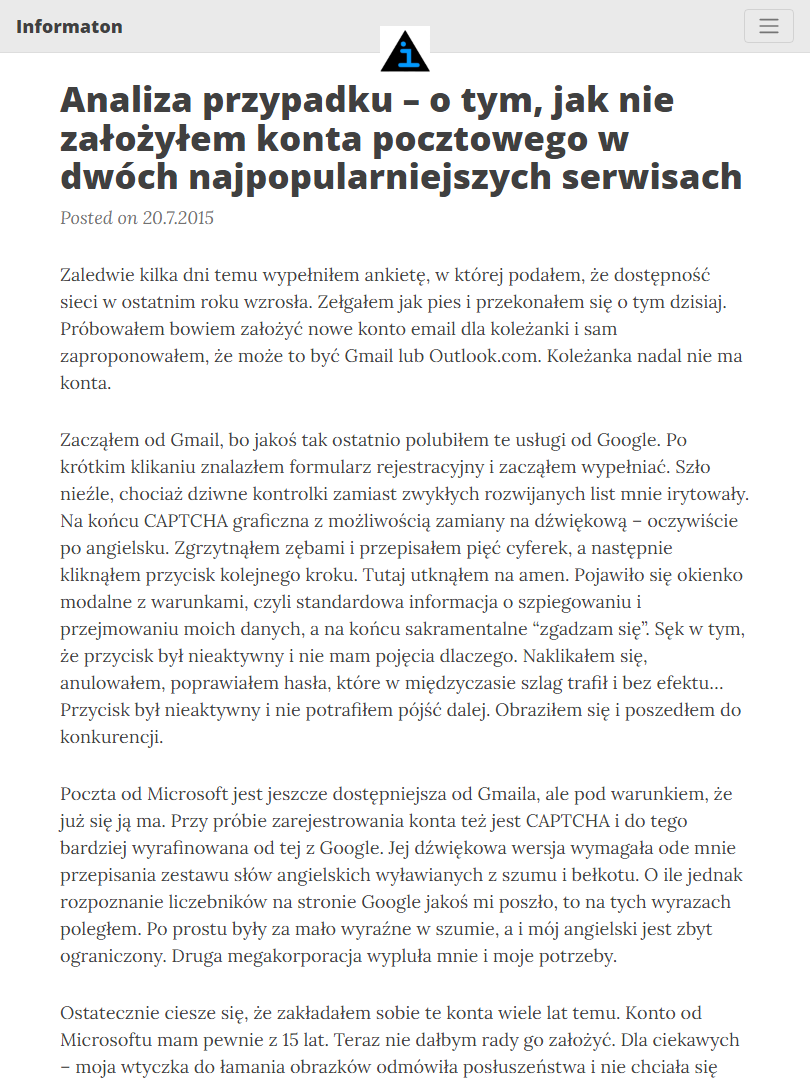 Informaton
Analiza przypadku – o tym, jak nie
założyłem konta pocztowego w
dwóch najpopularniejszych serwisach
Posted on 20.7.2015
Zaledwie kilka dni temu wypełniłem ankietę, w której podałem, że dostępność
sieci w ostatnim roku wzrosła. Zełgałem jak pies i przekonałem się o tym dzisiaj.
Próbowałem bowiem założyć nowe konto email dla koleżanki i sam
zaproponowałem, że może to być Gmail lub Outlook.com. Koleżanka nadal nie ma
konta.
Zacząłem od Gmail, bo jakoś tak ostatnio polubiłem te usługi od Google. Po
krótkim klikaniu znalazłem formularz rejestracyjny i zacząłem wypełniać. Szło
nieźle, chociaż dziwne kontrolki zamiast zwykłych rozwijanych list mnie irytowały.
Na końcu CAPTCHA graficzna z możliwością zamiany na dźwiękową – oczywiście
po angielsku. Zgrzytnąłem zębami i przepisałem pięć cyferek, a następnie
kliknąłem przycisk kolejnego kroku. Tutaj utknąłem na amen. Pojawiło się okienko
modalne z warunkami, czyli standardowa informacja o szpiegowaniu i
przejmowaniu moich danych, a na końcu sakramentalne “zgadzam się”. Sęk w tym,
że przycisk był nieaktywny i nie mam pojęcia dlaczego. Naklikałem się,
anulowałem, poprawiałem hasła, które w międzyczasie szlag trafił i bez efektu…
Przycisk był nieaktywny i nie potrafiłem pójść dalej. Obraziłem się i poszedłem do
konkurencji.
Poczta od Microsoft jest jeszcze dostępniejsza od Gmaila, ale pod warunkiem, że
już się ją ma. Przy próbie zarejestrowania konta też jest CAPTCHA i do tego
bardziej wyrafinowana od tej z Google. Jej dźwiękowa wersja wymagała ode mnie
przepisania zestawu słów angielskich wyławianych z szumu i bełkotu. O ile jednak
rozpoznanie liczebników na stronie Google jakoś mi poszło, to na tych wyrazach
poległem. Po prostu były za mało wyraźne w szumie, a i mój angielski jest zbyt
ograniczony. Druga megakorporacja wypluła mnie i moje potrzeby.
Ostatecznie ciesze się, że zakładałem sobie te konta wiele lat temu. Konto od
Microsoftu mam pewnie z 15 lat. Teraz nie dałbym rady go założyć. Dla ciekawych
– moja wtyczka do łamania obrazków odmówiła posłuszeństwa i nie chciała się